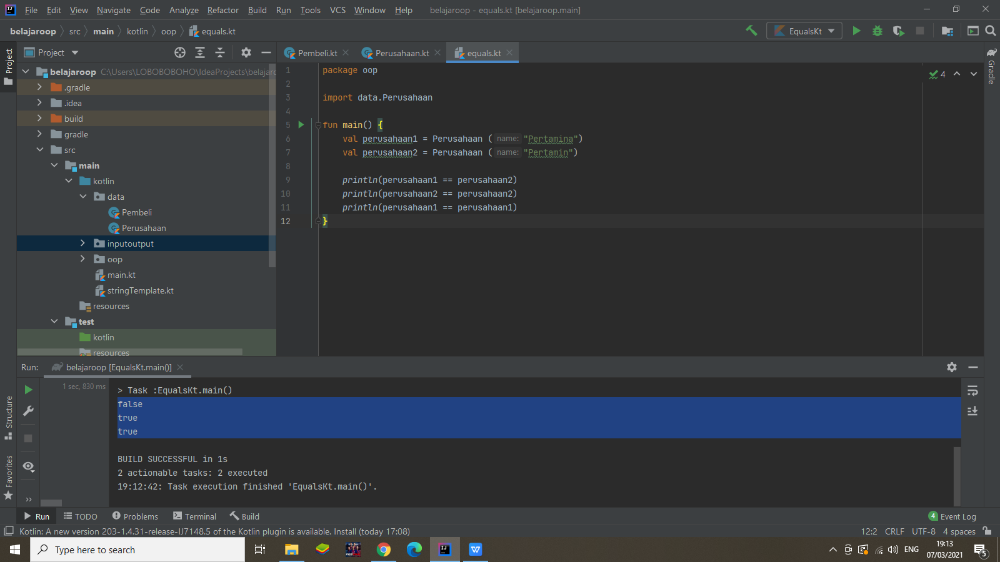 File Edit View Navigate Code Analyze Refactor Build Run Tools VCS Window Help belajaroop - equals.kt [belajaroop.main]
belajaroop src main kotlin oop equals.kt EqualsKt
Project
Project
Pembeli.kt Perusahaan.kt equals.kt
Gradle
belajaroop C:\Users\LOBOBOBOHO\IdeaProjects\belajarc
.gradle
.idea
build
gradle
src
main
kotlin
data
Pembeli
Perusahaan
inputoutput
oop
main.kt
stringTemplate.kt
resources
test
kotlin
resources
1 package oop
2
3 import data.Perusahaan
4
5 fun main() {
6 val perusahaan1 = Perusahaan ( name: "Pertamina")
7 val perusahaan2 = Perusahaan ( name: "Pertamin")
8
9 println(perusahaan1 == perusahaan2)
10 println(perusahaan2 == perusahaan2)
11 println(perusahaan1 == perusahaan1)
12 }
4
Run: belajaroop [EqualsKt.main()]
1 sec, 830 ms
> Task :EqualsKt.main()
false
true
true
BUILD SUCCESSFUL in 1s
2 actionable tasks: 2 executed
19:12:42: Task execution finished 'EqualsKt.main()'.
Structure
Favorites
Run TODO Problems Terminal Build 4 Event Log
Kotlin: A new version 203-1.4.31-release-IJ7148.5 of the Kotlin plugin is available. Install (today 17:08) 12:2 CRLF UTF-8 4 spaces
Type here to search
ENG
19:13
07/03/2021
5